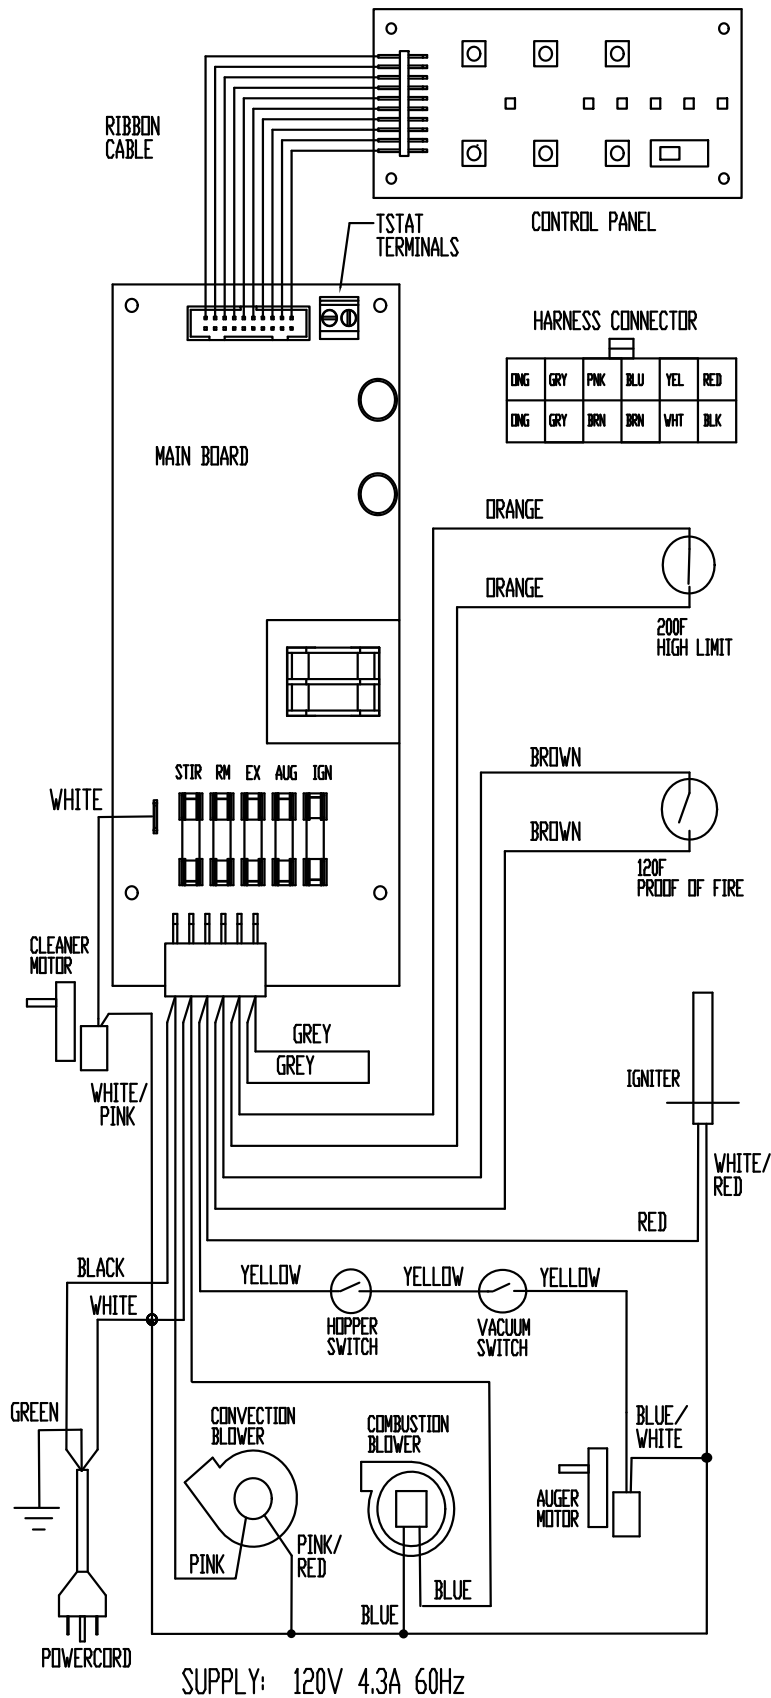 RIBBON
CABLE
CONTROL PANEL
TSTAT
TERMINALS
HARNESS CONNECTOR
ONG GRY PNK BLU YEL RED
ONG GRY BRN BRN WHT BLK
MAIN BOARD
ORANGE
ORANGE
200F
HIGH LIMIT
STIR RM EX AUG IGN
WHITE
BROWN
BROWN
120F
PROOF OF FIRE
CLEANER
MOTOR
GREY
GREY
WHITE/
PINK
IGNITER
WHITE/
RED
RED
BLACK
YELLOW
YELLOW
YELLOW
WHITE
HOPPER
SWITCH
VACUUM
SWITCH
GREEN
CONVECTION
BLOWER
COMBUSTION
BLOWER
BLUE/
WHITE
AUGER
MOTOR
PINK
PINK/
RED
BLUE
BLUE
POWERCORD
SUPPLY: 120V 4.3A 60Hz